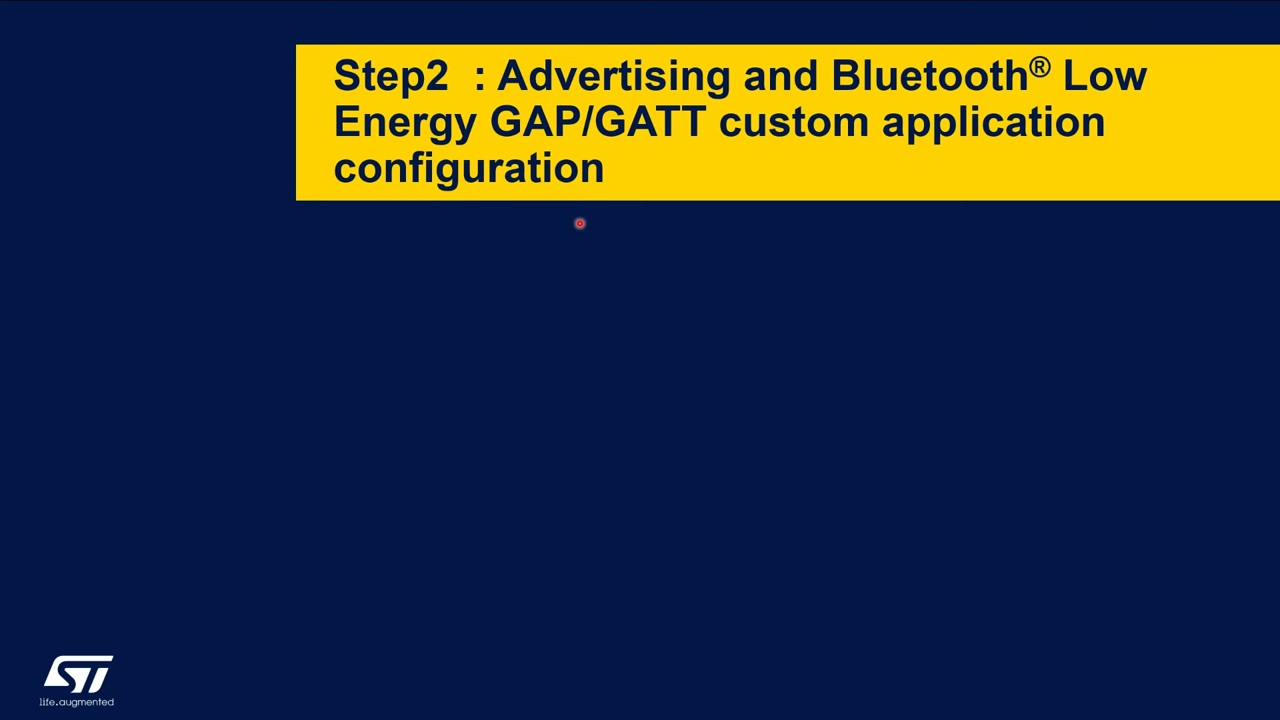 Step2  : Advertising and Bluetooth® Low
Energy GAP/GATT custom application
configuration
ST
life.augmented